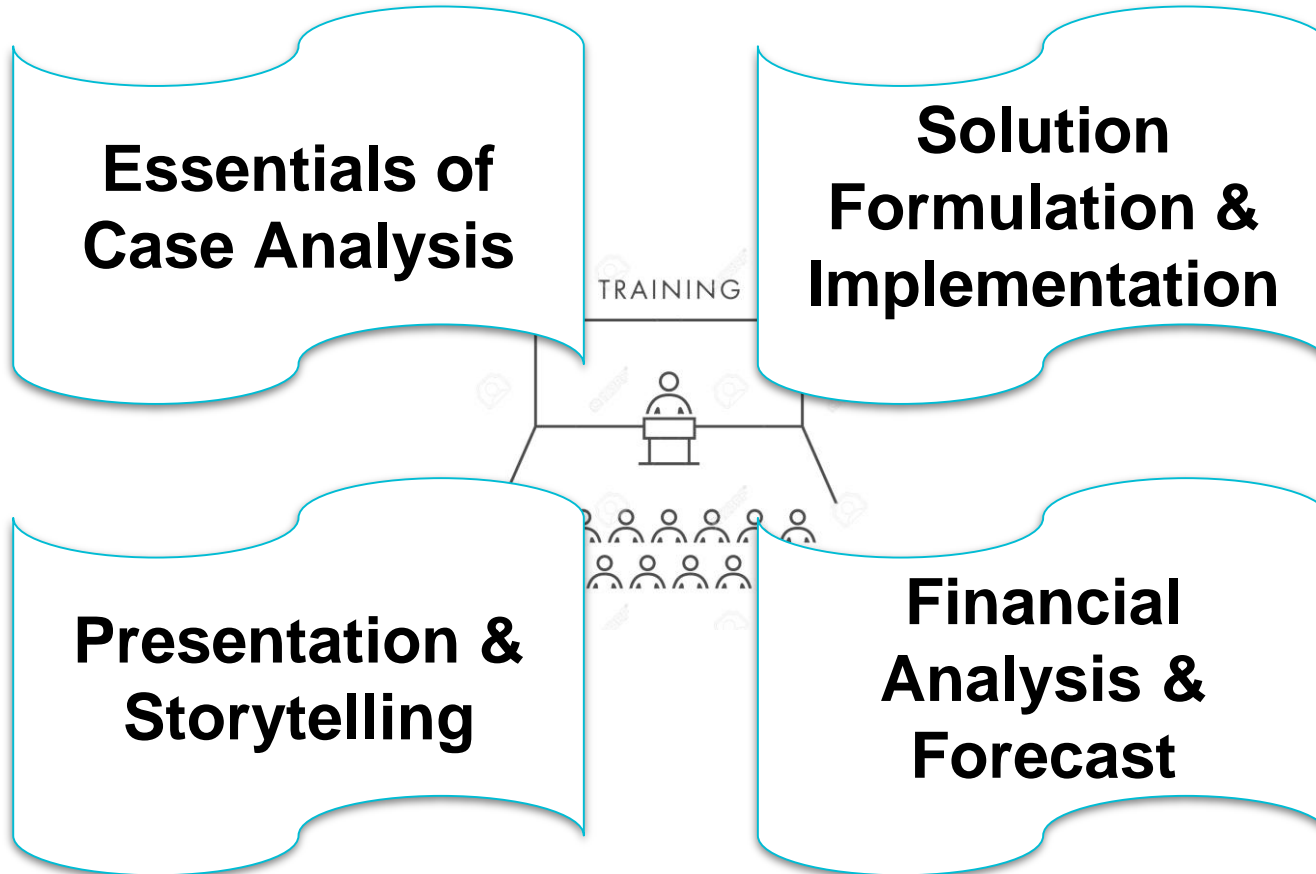 Essentials of
Case Analysis
Solution
Formulation &
Implementation
TRAINING
Presentation &
Storytelling
Financial
Analysis &
Forecast